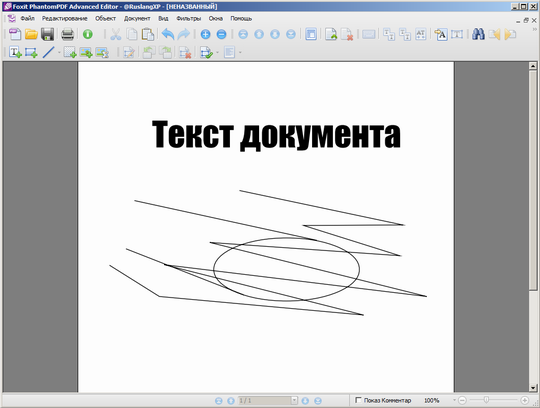 Foxit PhantomPDF Advanced Editor - @RuslangXP - [НЕНАЗВАННЫЙ]
Файл Редактирование Объект Документ Вид Фильтры Окна Помощь
Текст документа
1 / 1 Показ Комментар 100%